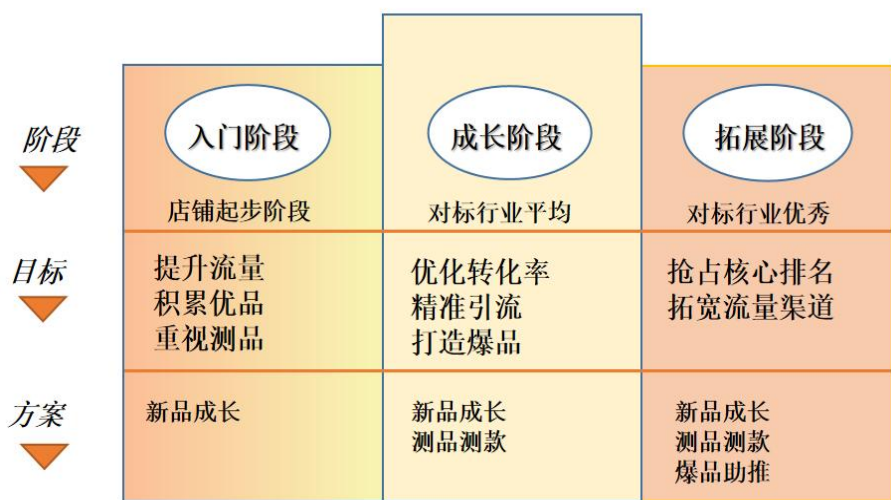 阶段
入门阶段
成长阶段
拓展阶段
店铺起步阶段
对标行业平均
对标行业优秀
目标
提升流量
积累优品
重视测品
优化转化率
精准引流
打造爆品
抢占核心排名
拓宽流量渠道
方案
新品成长
新品成长
测品测款
新品成长
测品测款
爆品助推